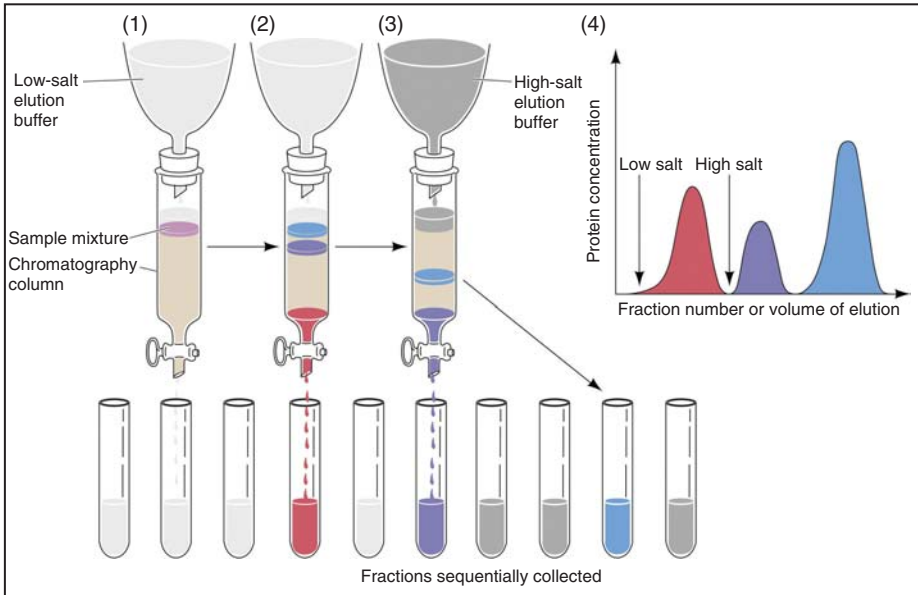 (1)
(2)
(3)
(4)
Low-salt
elution
buffer
High-salt
elution
buffer
Sample mixture
Chromatography
column
Protein concentration
Low salt
High salt
Fraction number or volume of elution
Fractions sequentially collected